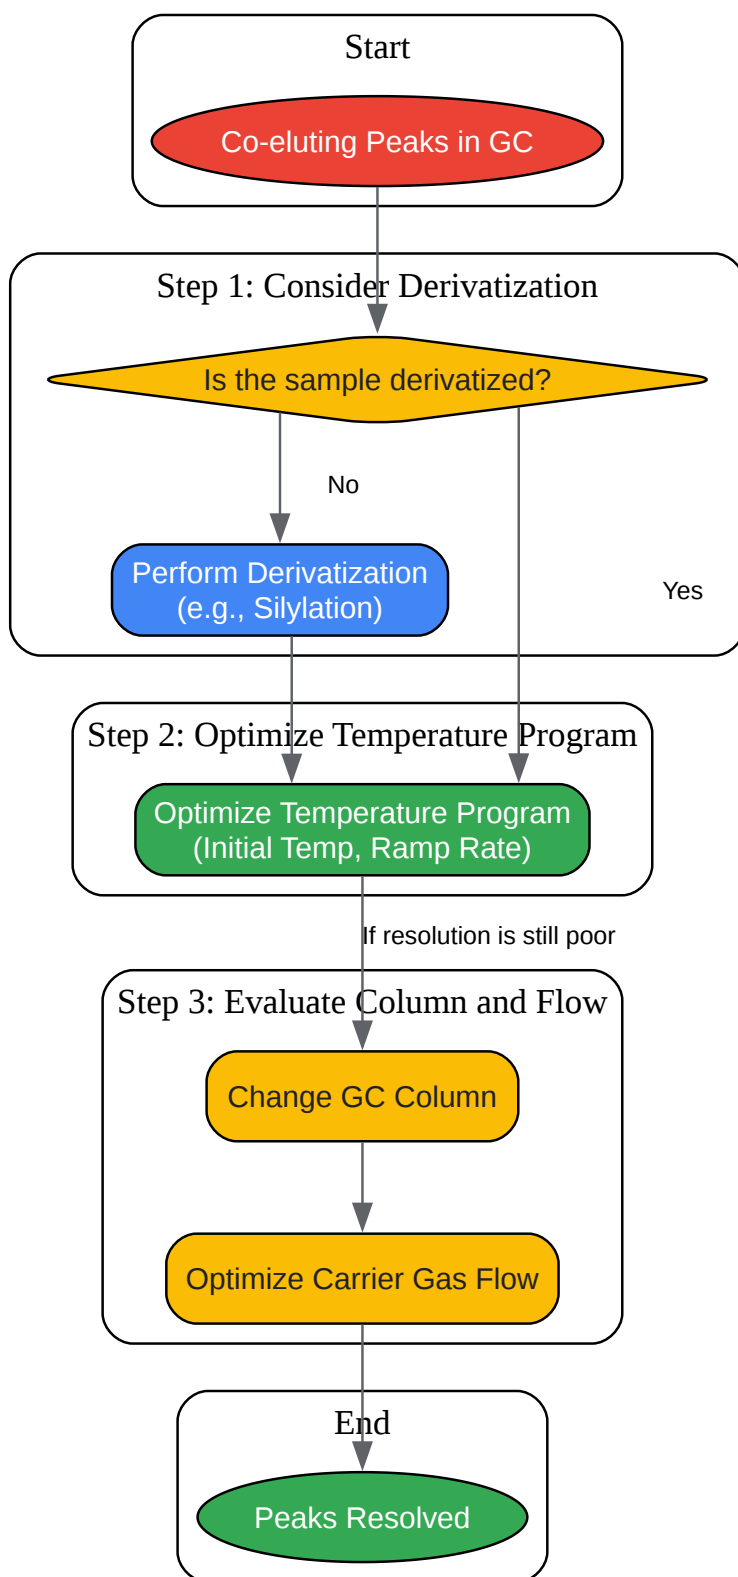 Start
Co-eluting Peaks in GC
Step 1: Consider Derivatization
Is the sample derivatized?
No
Perform Derivatization
(e.g., Silylation)
Yes
Step 2: Optimize Temperature Program
Optimize Temperature Program
(Initial Temp, Ramp Rate)
If resolution is still poor
Step 3: Evaluate Column and Flow
Change GC Column
Optimize Carrier Gas Flow
End
Peaks Resolved